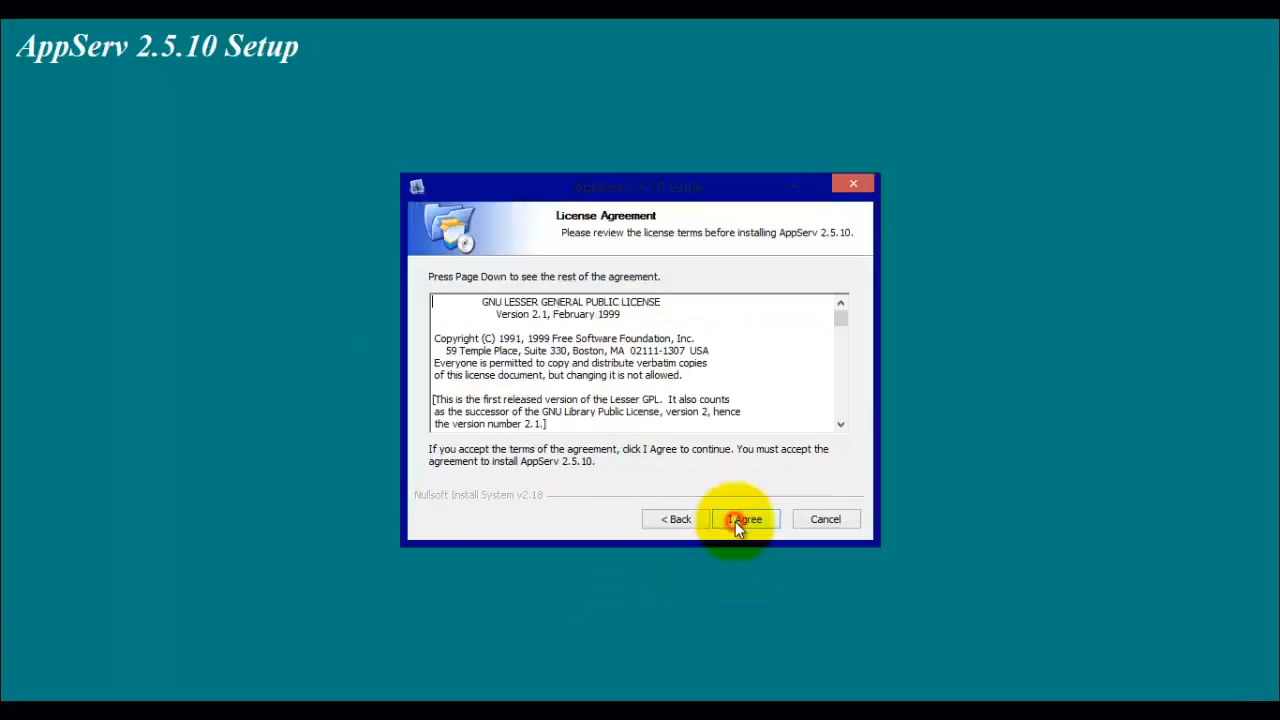 AppServ 2.5.10 Setup
AppServ 2.5.10 Setup
License Agreement
Please review the license terms before installing AppServ 2.5.10.
Press Page Down to see the rest of the agreement.
GNU LESSER GENERAL PUBLIC LICENSE
Version 2.1, February 1999
Copyright (C) 1991, 1999 Free Software Foundation, Inc.
59 Temple Place, Suite 330, Boston, MA 02111-1307 USA
Everyone is permitted to copy and distribute verbatim copies
of this license document, but changing it is not allowed.
[This is the first released version of the Lesser GPL. It also counts
as the successor of the GNU Library Public License, version 2, hence
the version number 2.1.]
If you accept the terms of the agreement, click I Agree to continue. You must accept the
agreement to install AppServ 2.5.10.
Nullsoft Install System v2.18
< Back I Agree Cancel